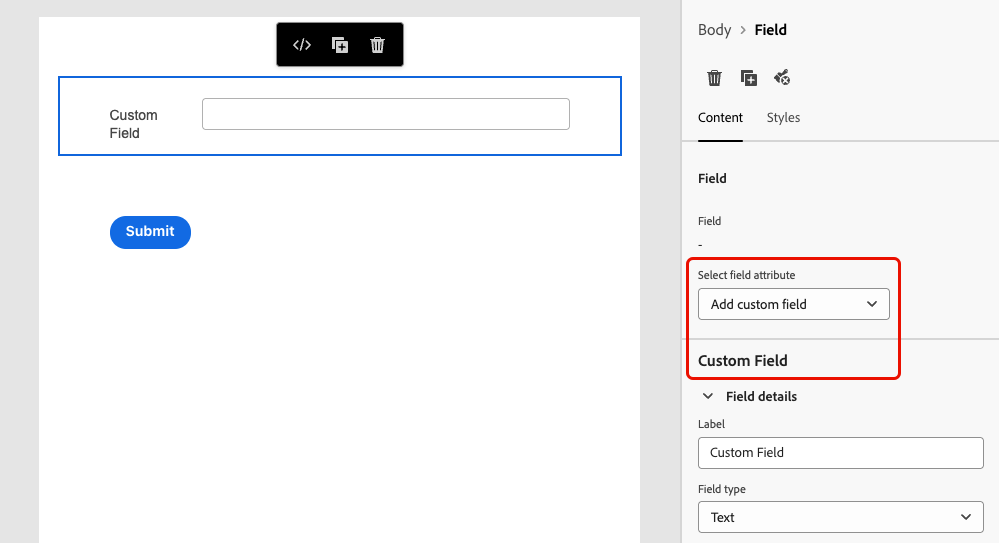 Custom
Field
Submit
Body > Field
Content Styles
Field
Field
-
Select field attribute
Add custom field
Custom Field
Field details
Label
Custom Field
Field type
Text